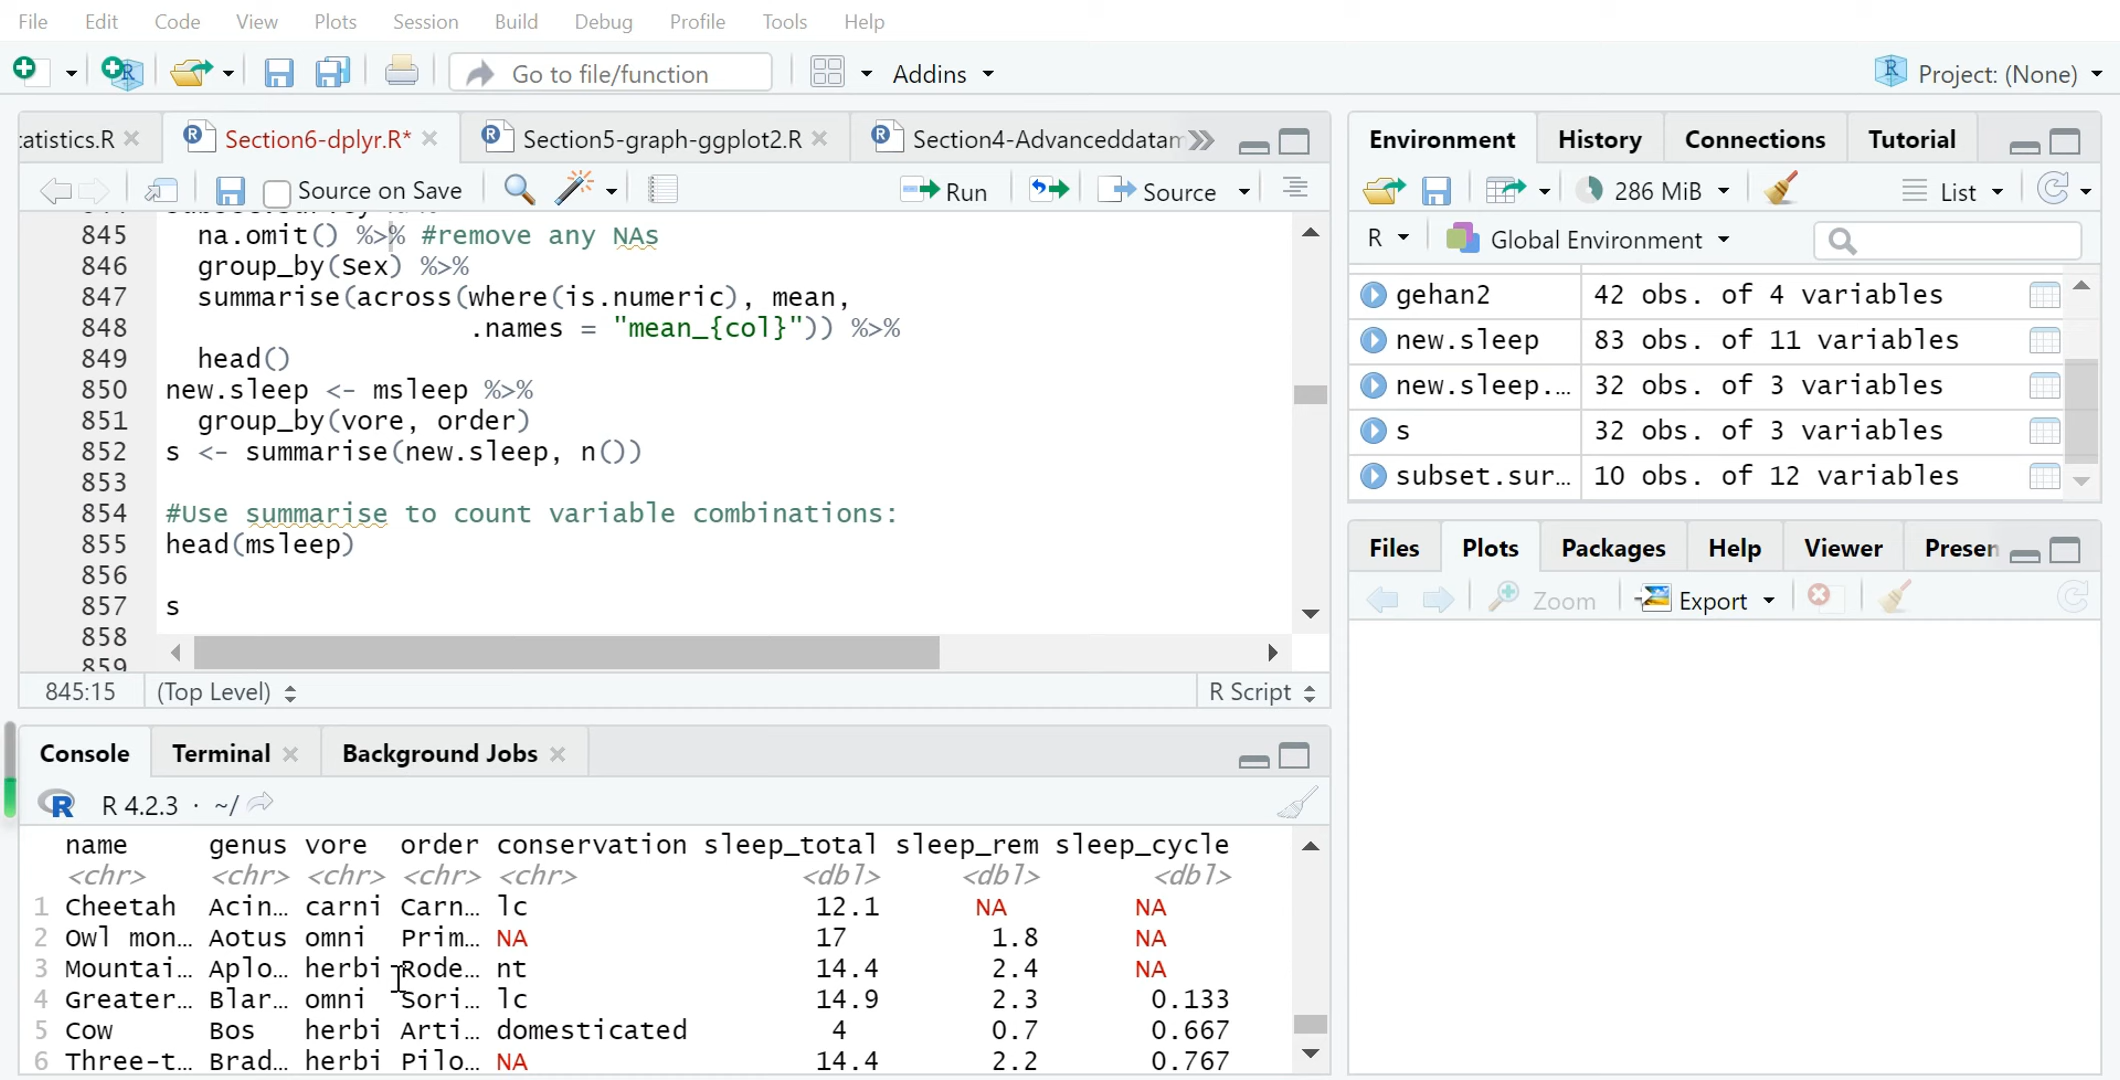 File Edit Code View Plots Session Build Debug Profile Tools Help
Go to file/function Addins Project: (None)
tatistics.R Section6-dplyr.R* Section5-graph-ggplot2.R Section4-Advanceddatam
Source on Save Run Source
845 na.omit() %>% #remove any NAs
846 group_by(Sex) %>%
847 summarise(across(where(is.numeric), mean,
848 .names = "mean_{col}")) %>%
849 head()
850 new.sleep <- msleep %>%
851 group_by(vore, order)
852 s <- summarise(new.sleep, n())
853
854 #Use summarise to count variable combinations:
855 head(msleep)
856
857 s
858
859
845:15 (Top Level) R Script
Console Terminal Background Jobs
R 4.2.3 · ~/
name genus vore order conservation sleep_total sleep_rem sleep_cycle
<chr> <chr> <chr> <chr> <chr> <dbl> <dbl> <dbl>
1 Cheetah Acin… carni Carn… lc 12.1 NA NA
2 Owl mon… Aotus omni Prim… NA 17 1.8 NA
3 Mountai… Aplo… herbi Rode… nt 14.4 2.4 NA
4 Greater… Blar… omni Sori… lc 14.9 2.3 0.133
5 Cow Bos herbi Arti… domesticated 4 0.7 0.667
6 Three-t… Brad… herbi Pilo… NA 14.4 2.2 0.767
Environment History Connections Tutorial
286 MiB List
R Global Environment
gehan2 42 obs. of 4 variables
new.sleep 83 obs. of 11 variables
new.sleep.… 32 obs. of 3 variables
s 32 obs. of 3 variables
subset.sur… 10 obs. of 12 variables
Files Plots Packages Help Viewer Presen
Zoom Export